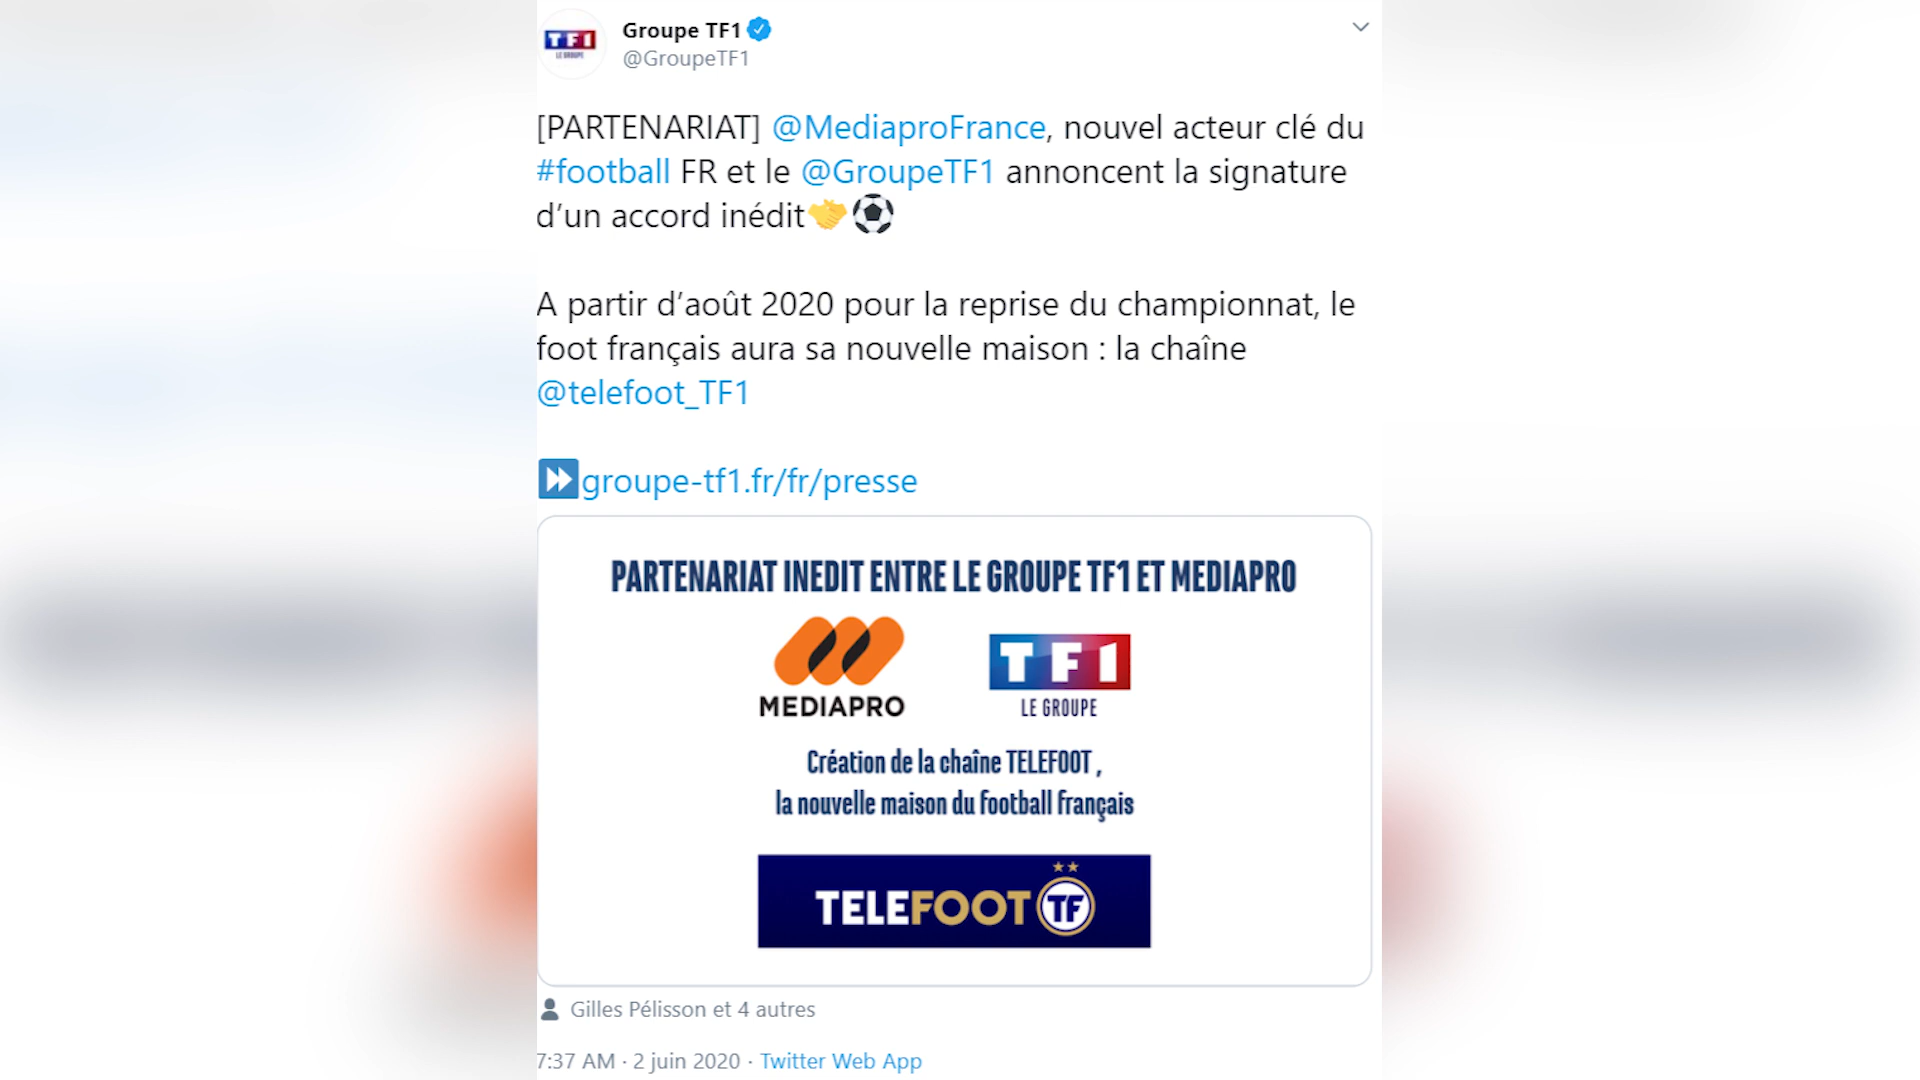 TF1
LE GROUPE
Groupe TF1
@GroupeTF1
[PARTENARIAT] @MediaproFrance, nouvel acteur clé du
#football FR et le @GroupeTF1 annoncent la signature
d’un accord inédit🤝⚽
A partir d’août 2020 pour la reprise du championnat, le
foot français aura sa nouvelle maison : la chaîne
@telefoot_TF1
⏩groupe-tf1.fr/fr/presse
PARTENARIAT INEDIT ENTRE LE GROUPE TF1 ET MEDIAPRO
MEDIAPRO
TF1
LE GROUPE
Création de la chaîne TELEFOOT ,
la nouvelle maison du football français
TELEFOOT TF
Gilles Pélisson et 4 autres
7:37 AM · 2 juin 2020 · Twitter Web App